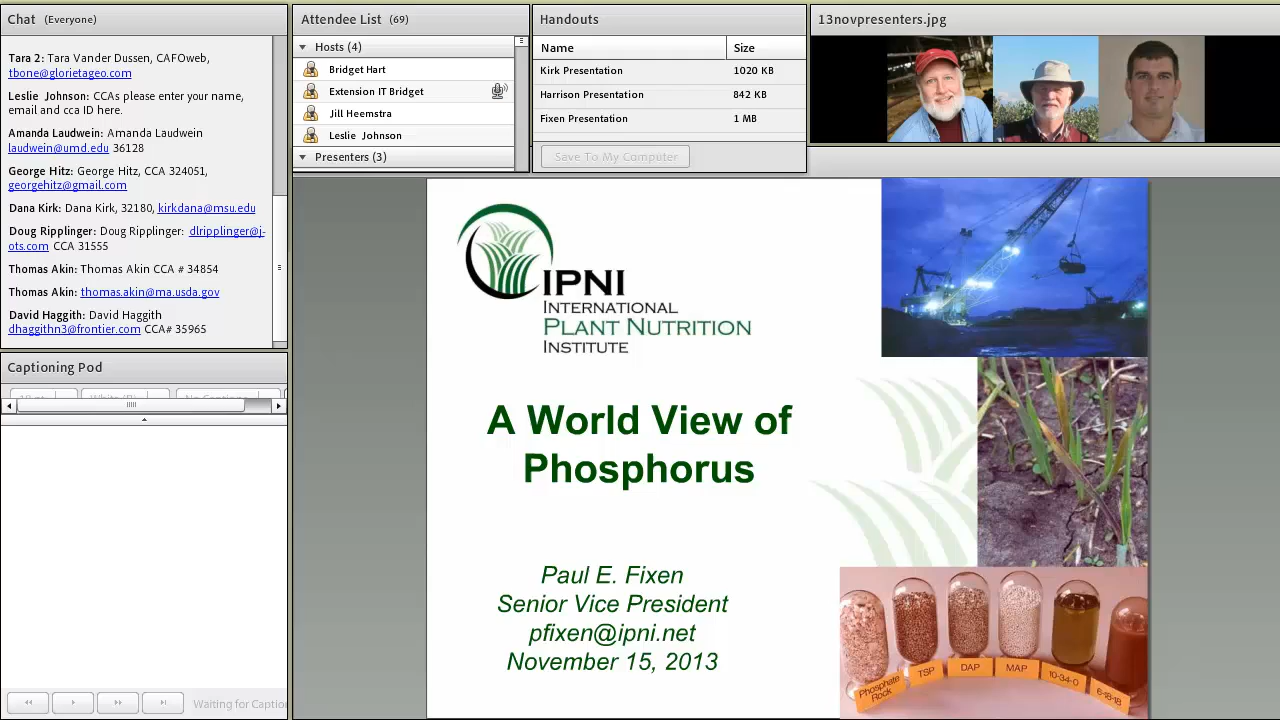 Chat (Everyone)
Tara 2: Tara Vander Dussen, CAFOweb,
tbone@glorietageo.com
Leslie Johnson: CCAs please enter your name,
email and cca ID here.
Amanda Laudwein: Amanda Laudwein
laudwein@umd.edu 36128
George Hitz: George Hitz, CCA 324051,
georgehitz@gmail.com
Dana Kirk: Dana Kirk, 32180, kirkdana@msu.edu
Doug Ripplinger: Doug Ripplinger: dlripplinger@j-
ots.com CCA 31555
Thomas Akin: Thomas Akin CCA # 34854
Thomas Akin: thomas.akin@ma.usda.gov
David Haggith: David Haggith
dhaggithn3@frontier.com CCA# 35965
Captioning Pod
Waiting for Captio
Attendee List (69)
Hosts (4)
Bridget Hart
Extension IT Bridget
Jill Heemstra
Leslie Johnson
Presenters (3)
Handouts
Name Size
Kirk Presentation 1020 KB
Harrison Presentation 842 KB
Fixen Presentation 1 MB
Save To My Computer
13novpresenters.jpg
IPNI
INTERNATIONAL
PLANT NUTRITION
INSTITUTE
A World View of
Phosphorus
Paul E. Fixen
Senior Vice President
pfixen@ipni.net
November 15, 2013
Phosphate
Rock
TSP
DAP
MAP
10-34-0
6-18-18